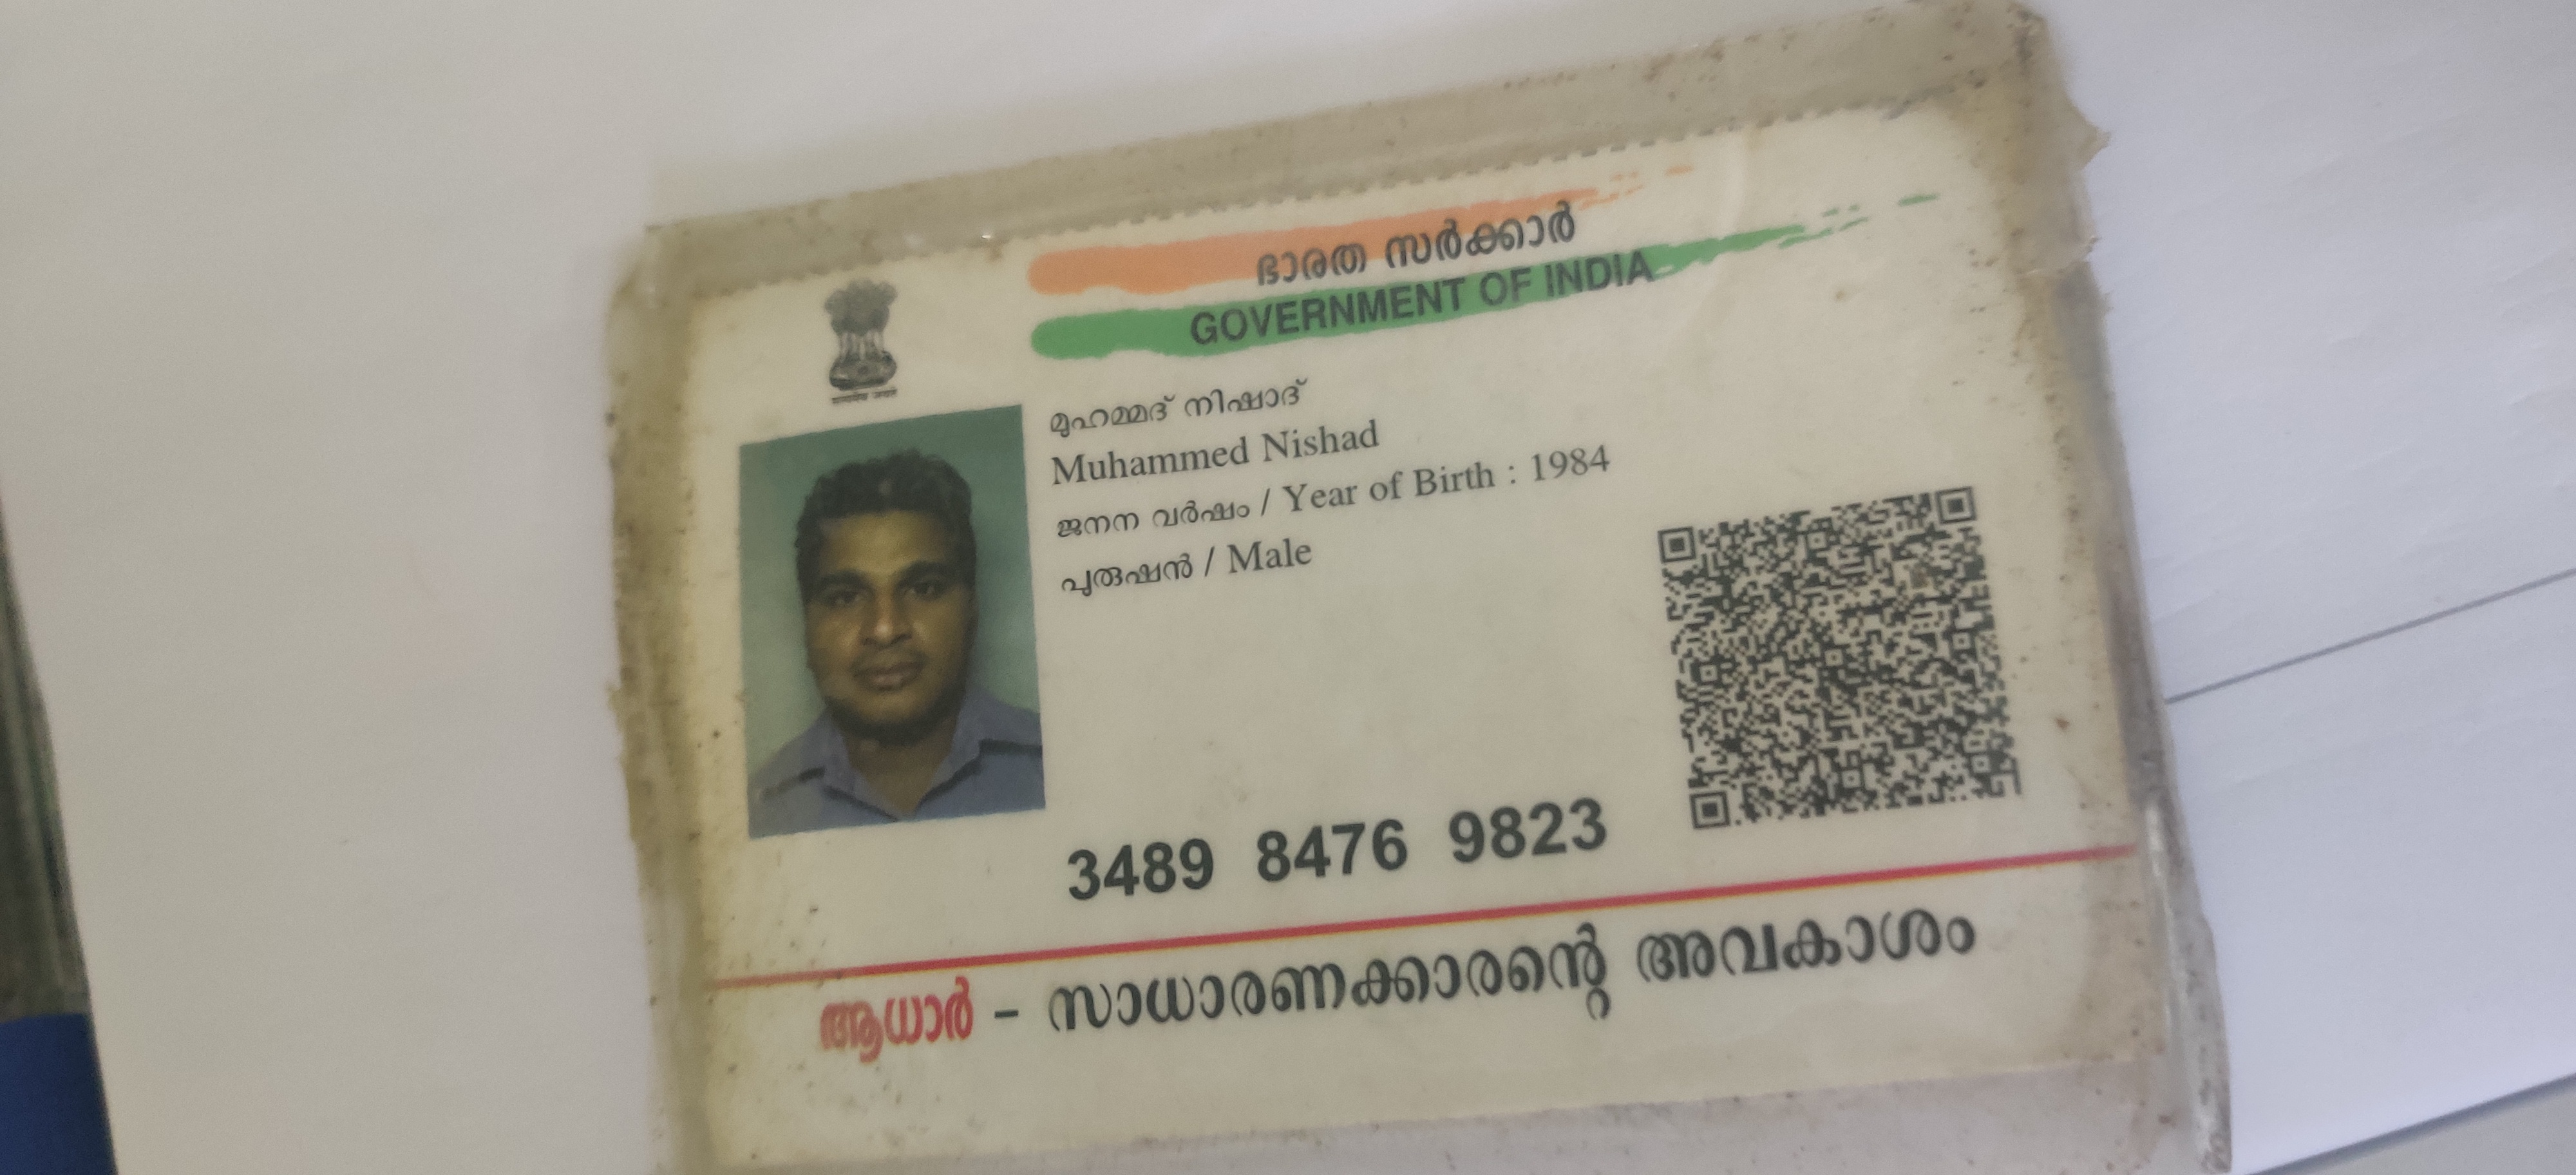 ഭാരത സർക്കാർ
GOVERNMENT OF INDIA
മുഹമ്മദ് നിഷാദ്
Muhammed Nishad
ജനന വർഷം / Year of Birth : 1984
പുരുഷൻ / Male
3489 8476 9823
ആധാർ - സാധാരണക്കാരന്റെ അവകാശം